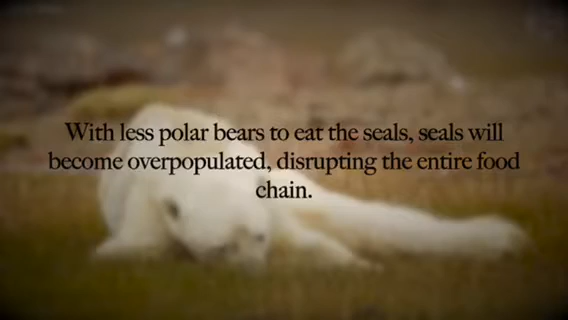 With less polar bears to eat the seals, seals will
become overpopulated, disrupting the entire food
chain.